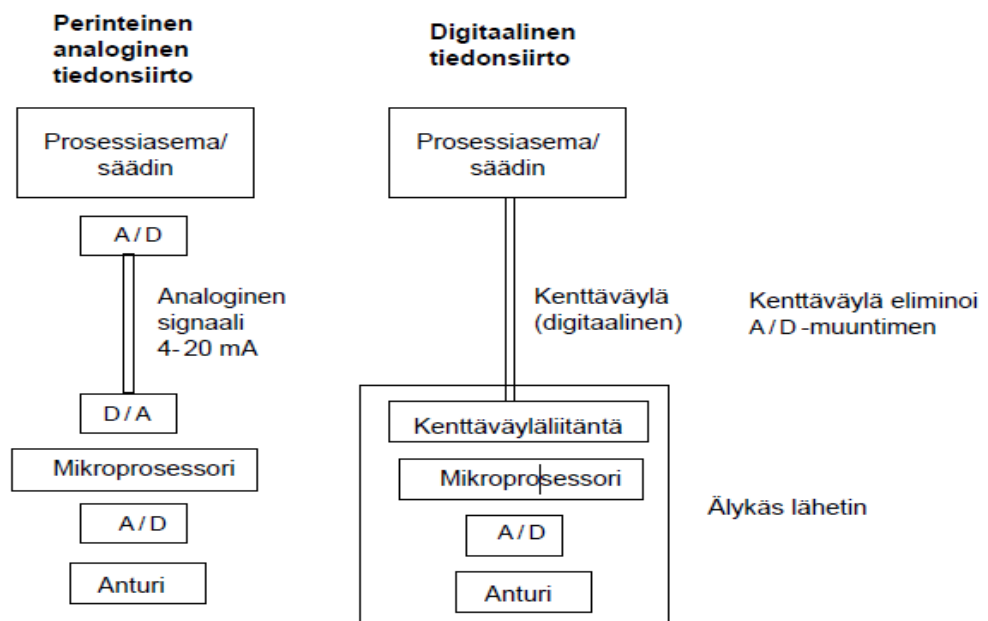 Perinteinen
analoginen
tiedonsiirto
Prosessiasema/
säädin
A/D
Analoginen
signaali
4-20 mA
D/A
Mikroprosessori
A/D
Anturi
Digitaalinen
tiedonsiirto
Prosessiasema/
säädin
Kenttäväylä
(digitaalinen)
Kenttäväylä eliminoi
A/D-muuntimen
Kenttäväyläliitäntä
Mikroprosessori
A/D
Anturi
Älykäs lähetin